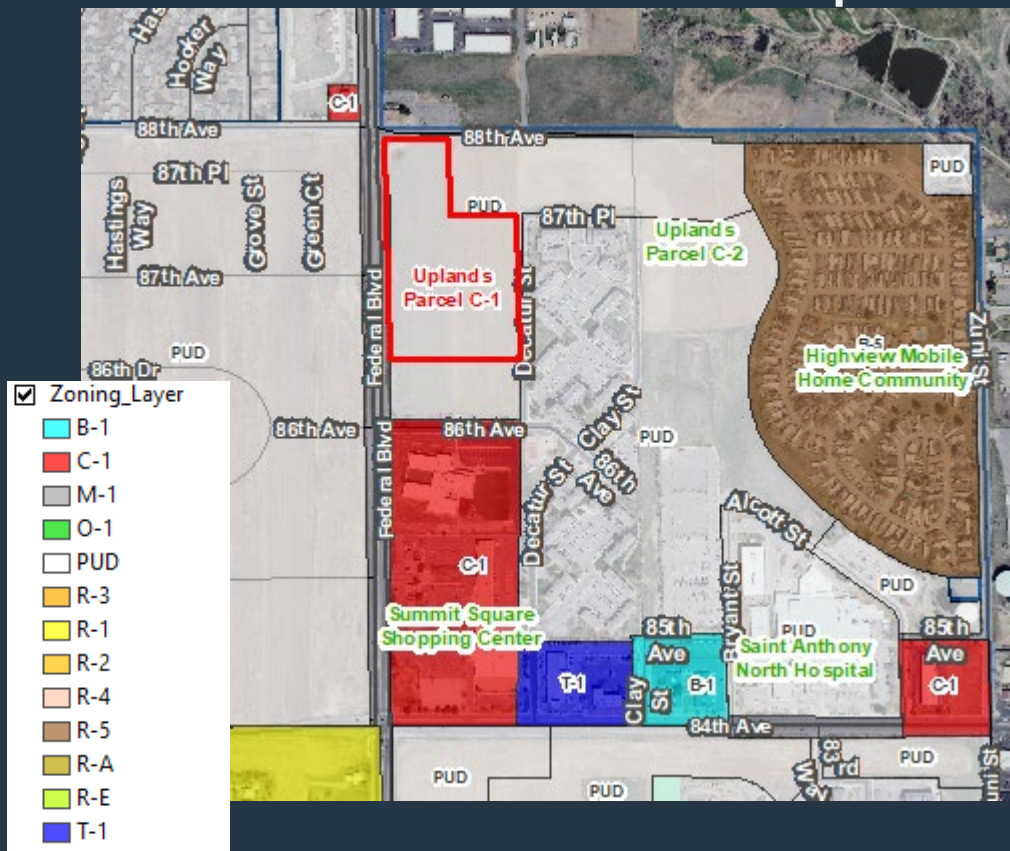 C-1
Hooker
Way
88th Ave
88th Ave
87th Pl
PUD
PUD
Hastings
Way
Grove St
Green Ct
87th Pl
Uplands
Parcel C-2
87th Ave
Federal Blvd
Uplands
Parcel C-1
Decatur St
Zuni St
PUD
86th Dr
Highview Mobile
Home Community
86th Ave
86th Ave
Federal Blvd
Clay St
PUD
86th
Ave
Decatur St
Alcott St
C-1
PUD
Bryant St
Summit Square
Shopping Center
85th
Ave
PUD
Saint Anthony
North Hospital
85th
Ave
T-1
Clay
St
B-1
C-1
84th Ave
83rd
PUD
PUD
PUD
Zoning_Layer
B-1
C-1
M-1
O-1
PUD
R-3
R-1
R-2
R-4
R-5
R-A
R-E
T-1